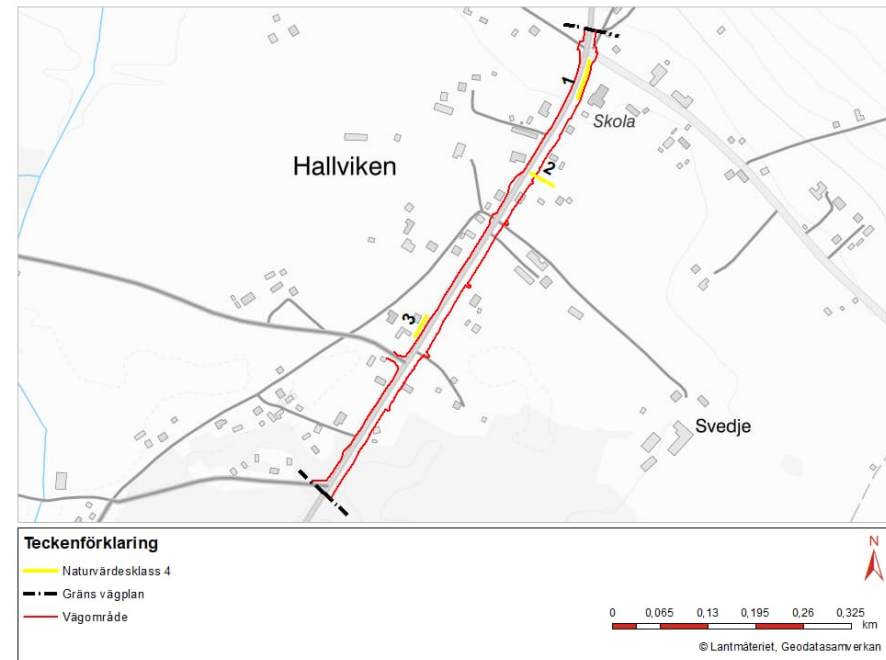 1
Skola
Hallviken
2
3
Svedje
Teckenförklaring
Naturvärdesklass 4
Gräns vägplan
Vägområde
N
0 0,065 0,13 0,195 0,26 0,325
km
© Lantmäteriet, Geodatasamverkan